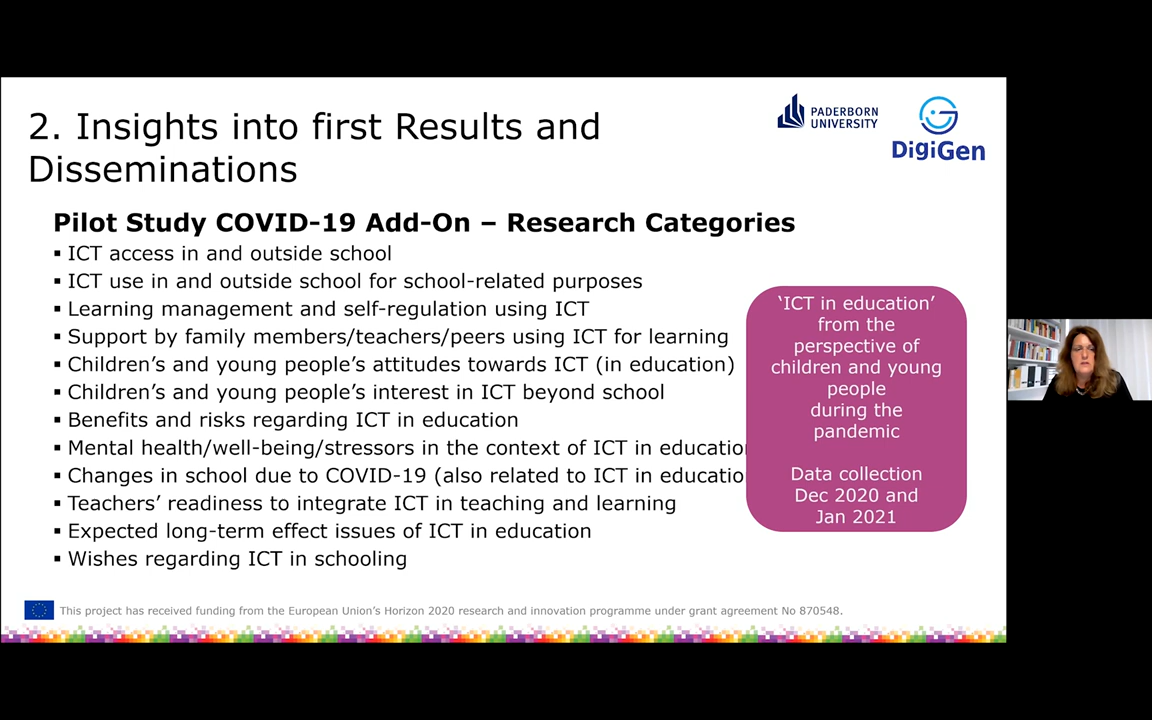 2. Insights into first Results and
Disseminations
PADERBORN
UNIVERSITY
DigiGen
Pilot Study COVID-19 Add-On – Research Categories
▪ ICT access in and outside school
▪ ICT use in and outside school for school-related purposes
▪ Learning management and self-regulation using ICT
▪ Support by family members/teachers/peers using ICT for learning
▪ Children’s and young people’s attitudes towards ICT (in education)
▪ Children’s and young people’s interest in ICT beyond school
▪ Benefits and risks regarding ICT in education
▪ Mental health/well-being/stressors in the context of ICT in education
▪ Changes in school due to COVID-19 (also related to ICT in educatio
▪ Teachers’ readiness to integrate ICT in teaching and learning
▪ Expected long-term effect issues of ICT in education
▪ Wishes regarding ICT in schooling
‘ICT in education’
from the
perspective of
children and young
people
during the
pandemic
Data collection
Dec 2020 and
Jan 2021
This project has received funding from the European Union’s Horizon 2020 research and innovation programme under grant agreement No 870548.